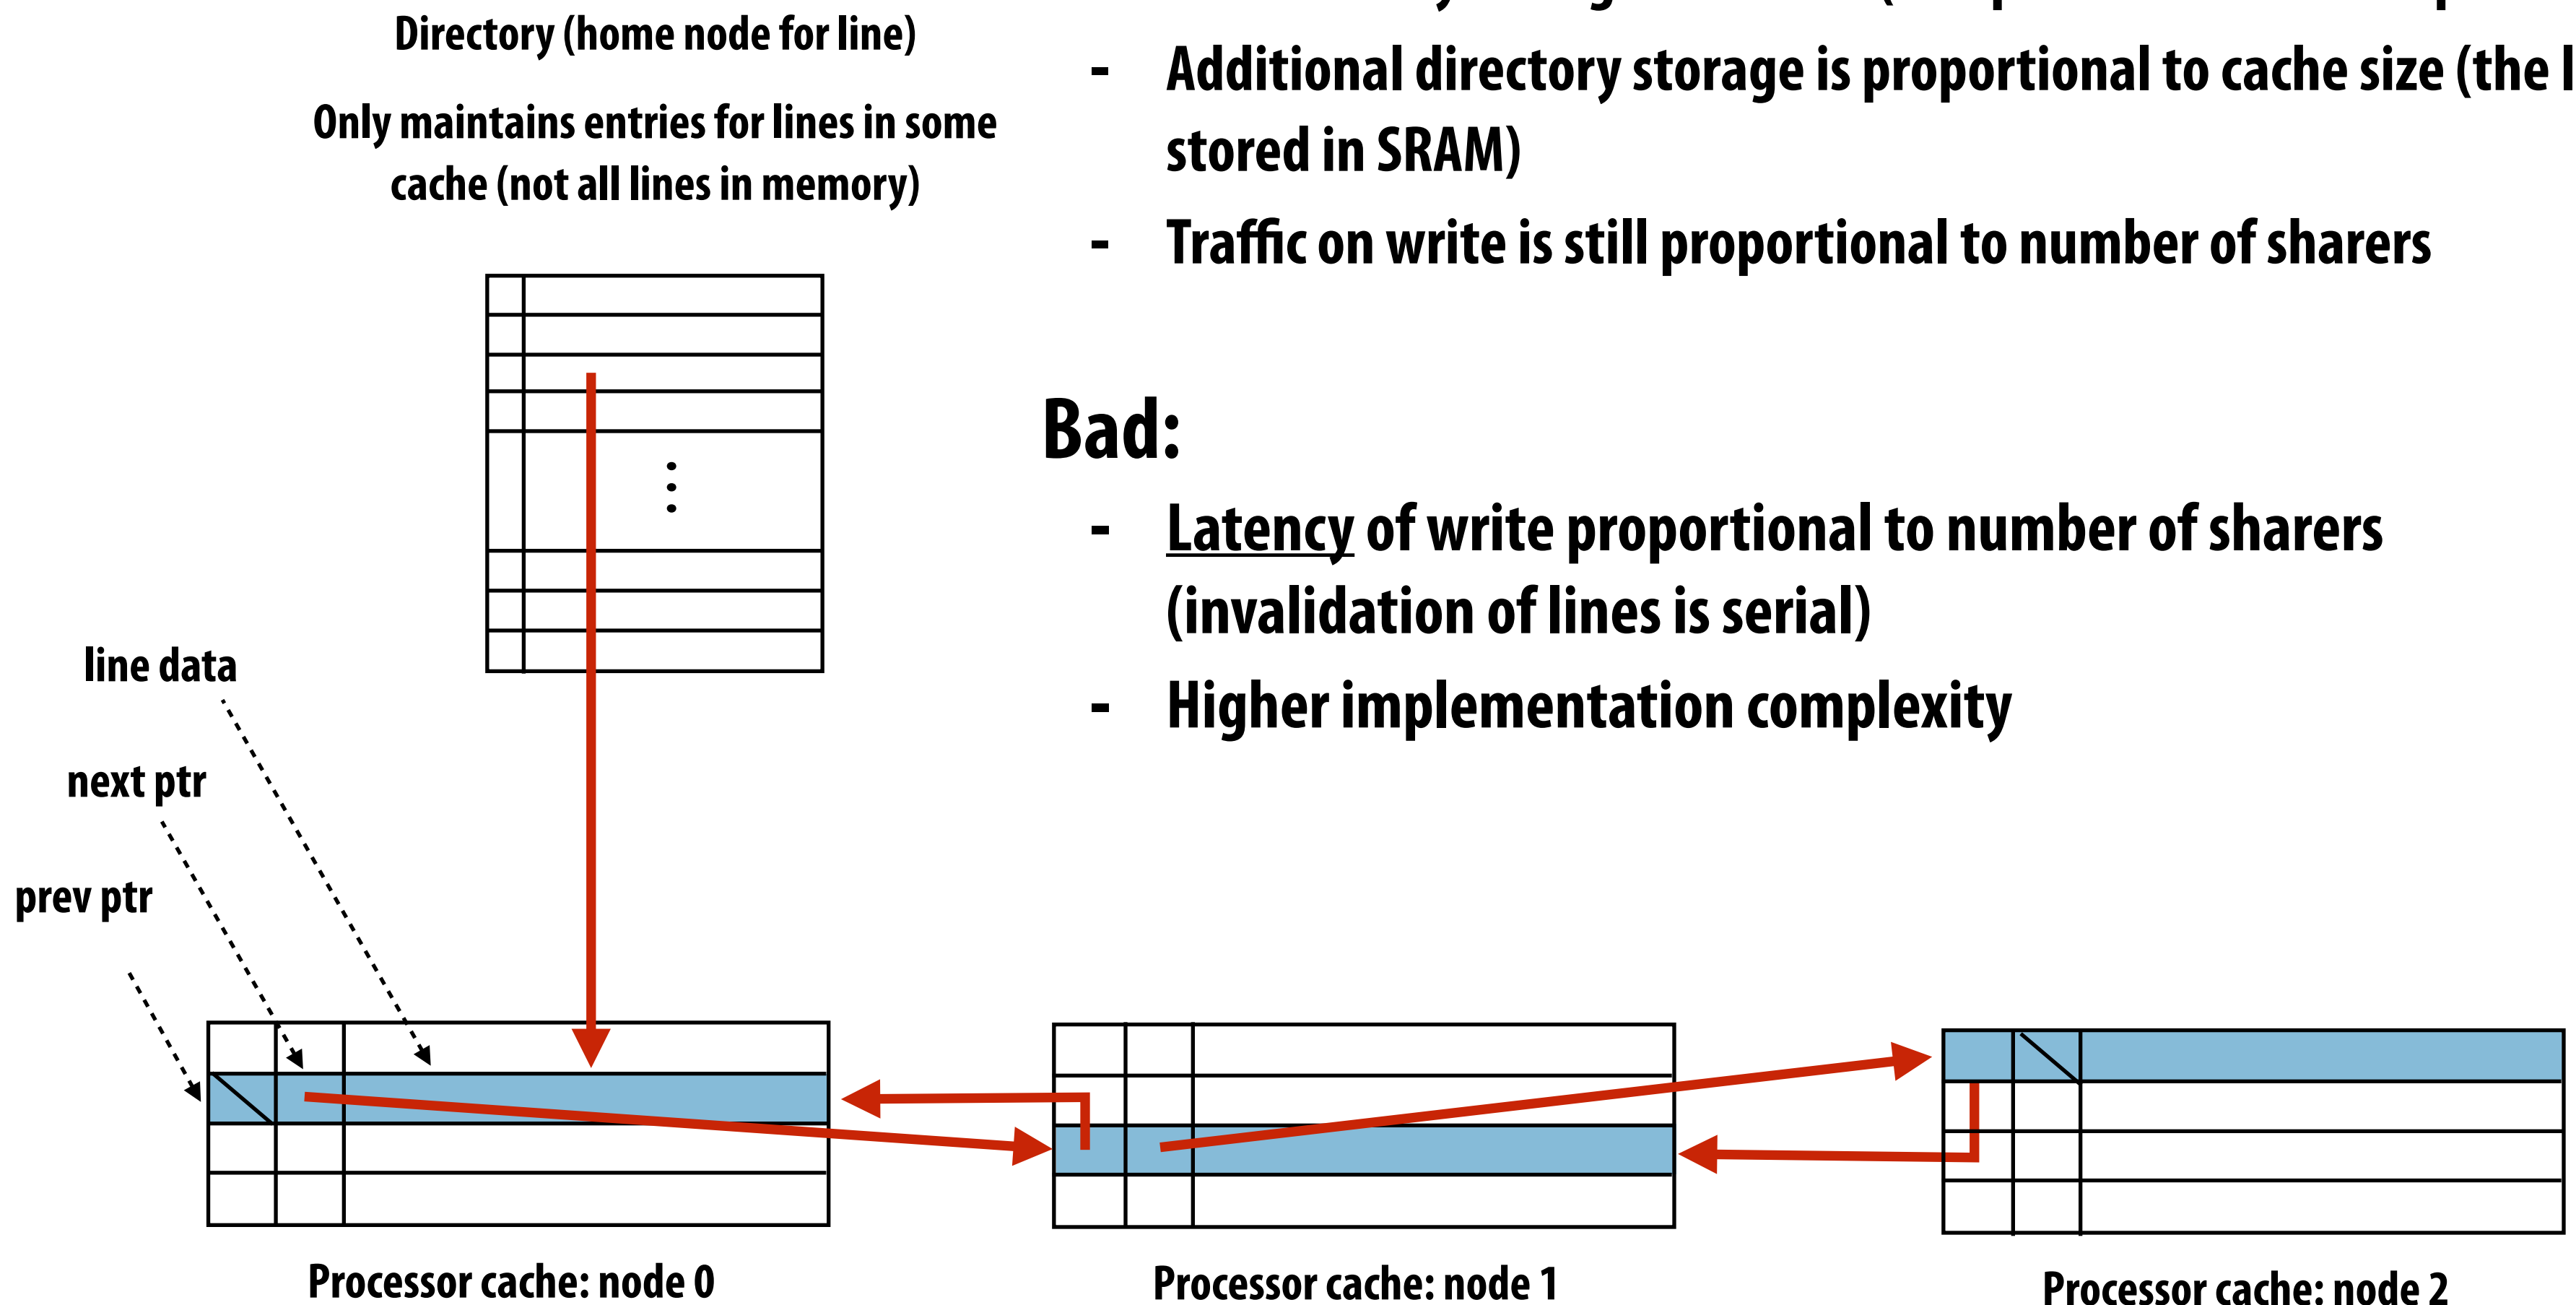 Directory (home node for line)
Only maintains entries for lines in some
cache (not all lines in memory)
- Additional directory storage is proportional to cache size (the
stored in SRAM)
- Traffic on write is still proportional to number of sharers
Bad:
- Latency of write proportional to number of sharers
(invalidation of lines is serial)
- Higher implementation complexity
line data
next ptr
prev ptr
Processor cache: node 0
Processor cache: node 1
Processor cache: node 2